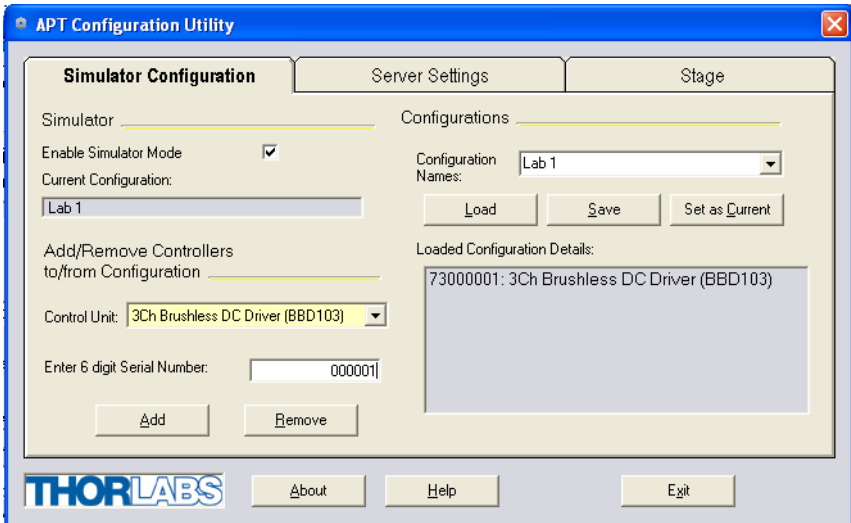 APT Configuration Utility
Simulator Configuration
Server Settings
Stage
Simulator
Enable Simulator Mode
Current Configuration:
Lab 1
Add/Remove Controllers
to/from Configuration
Control Unit: 3Ch Brushless DC Driver (BBD103)
Enter 6 digit Serial Number: 000001
Add
Remove
Configurations
Configuration
Names:
Lab 1
Load
Save
Set as Current
Loaded Configuration Details:
73000001: 3Ch Brushless DC Driver (BBD103)
THORLABS
About
Help
Exit